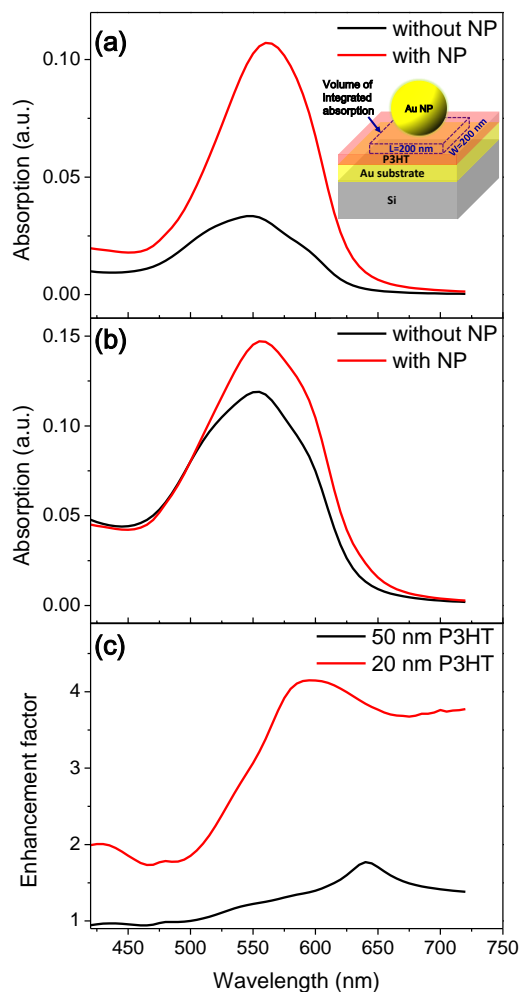 (a)
without NP
with NP
0.10
0.05
0.00
Absorption (a.u.)
Volume of
Integrated
absorption
Au NP
L=200 nm
W=200 nm
P3HT
Au substrate
Si
(b)
without NP
with NP
0.15
0.10
0.05
0.00
Absorption (a.u.)
(c)
50 nm P3HT
20 nm P3HT
4
3
2
1
Enhancement factor
450 500 550 600 650 700 750
Wavelength (nm)